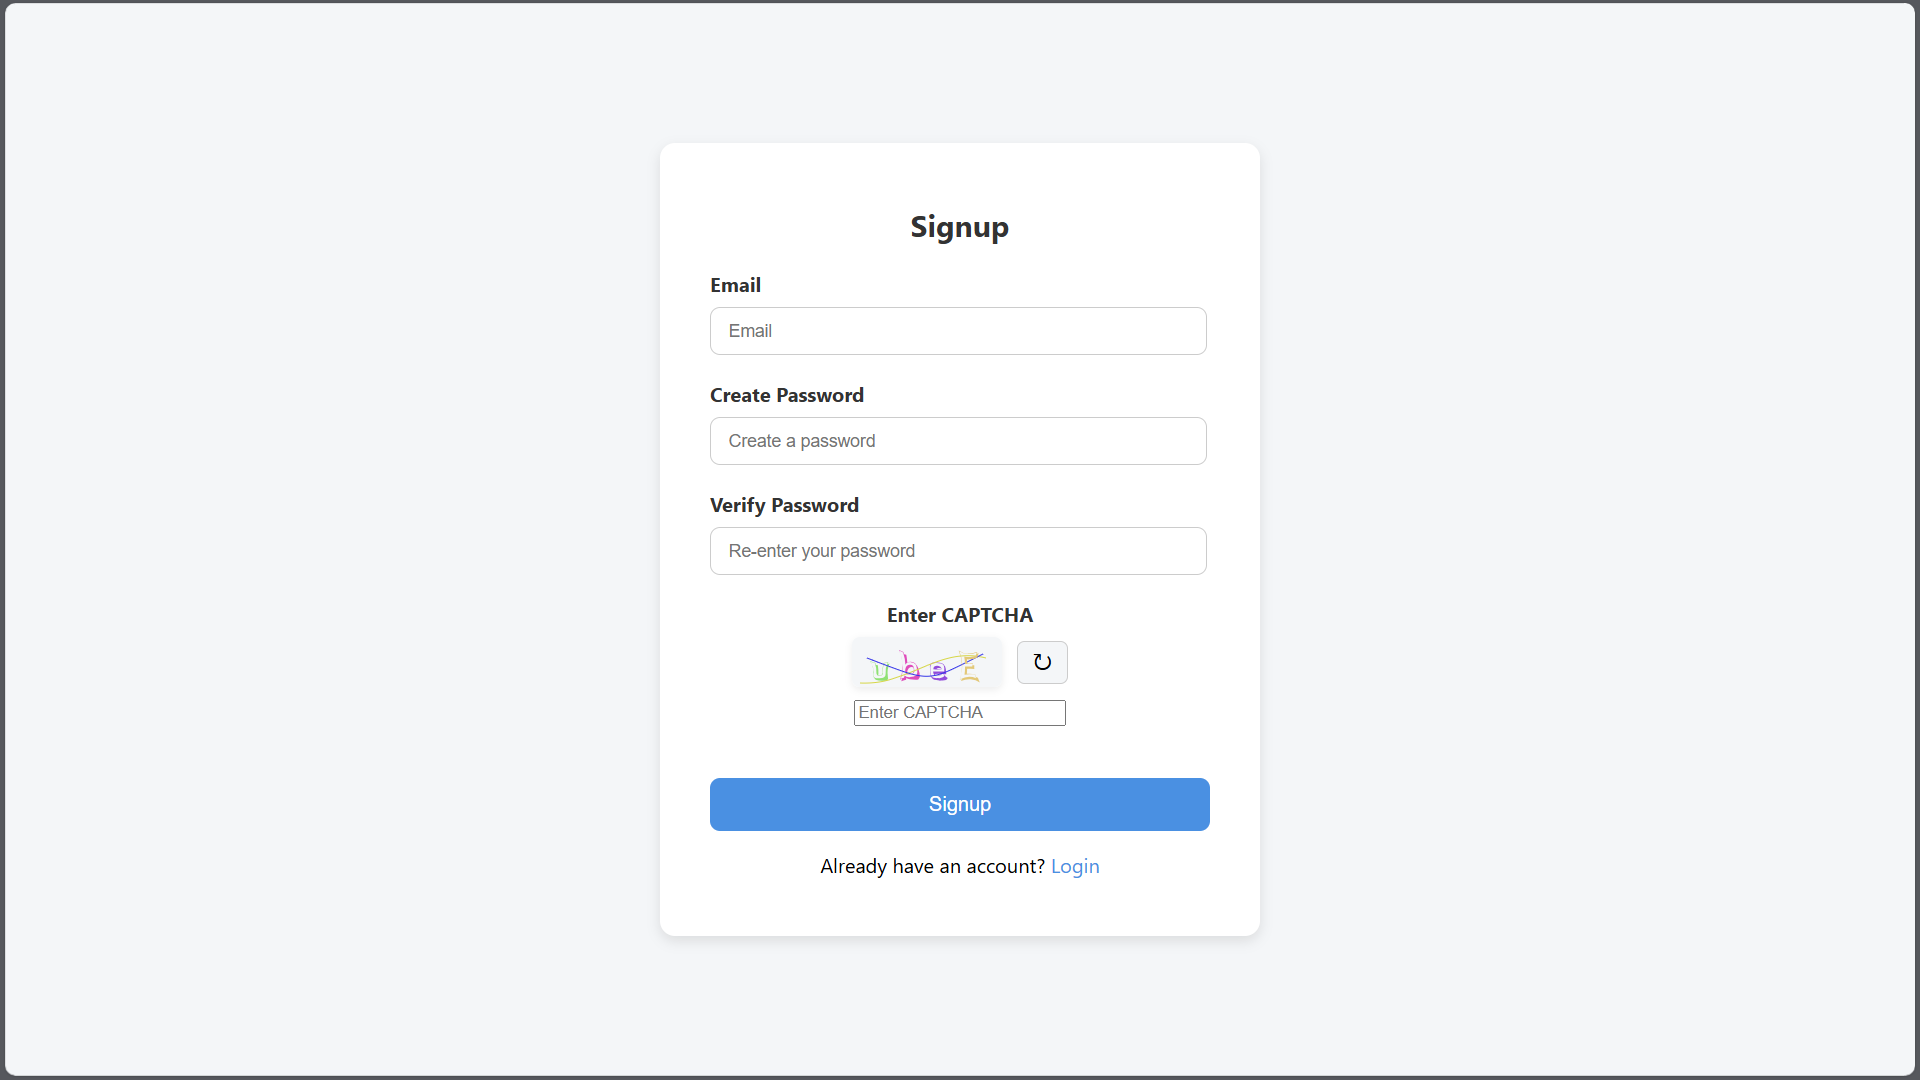 Signup
Email
Email
Create Password
Create a password
Verify Password
Re-enter your password
Enter CAPTCHA
ubeE
↻
Enter CAPTCHA
Signup
Already have an account? Login